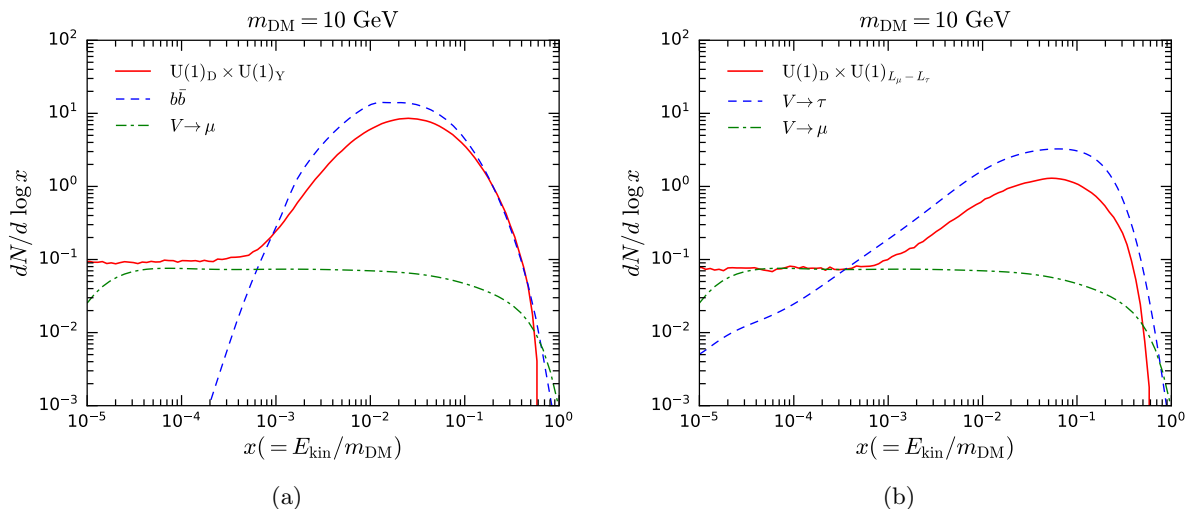 m_DM = 10 GeV
10^2
10^1
10^0
10^-1
10^-2
10^-3
dN/d log x
U(1)_D × U(1)_Y
bb̄
V → μ
10^-5 10^-4 10^-3 10^-2 10^-1 10^0
x( = E_kin/m_DM)
(a)
m_DM = 10 GeV
10^2
10^1
10^0
10^-1
10^-2
10^-3
dN/d log x
U(1)_D × U(1)_{L_μ−L_τ}
V → τ
V → μ
10^-5 10^-4 10^-3 10^-2 10^-1 10^0
x( = E_kin/m_DM)
(b)